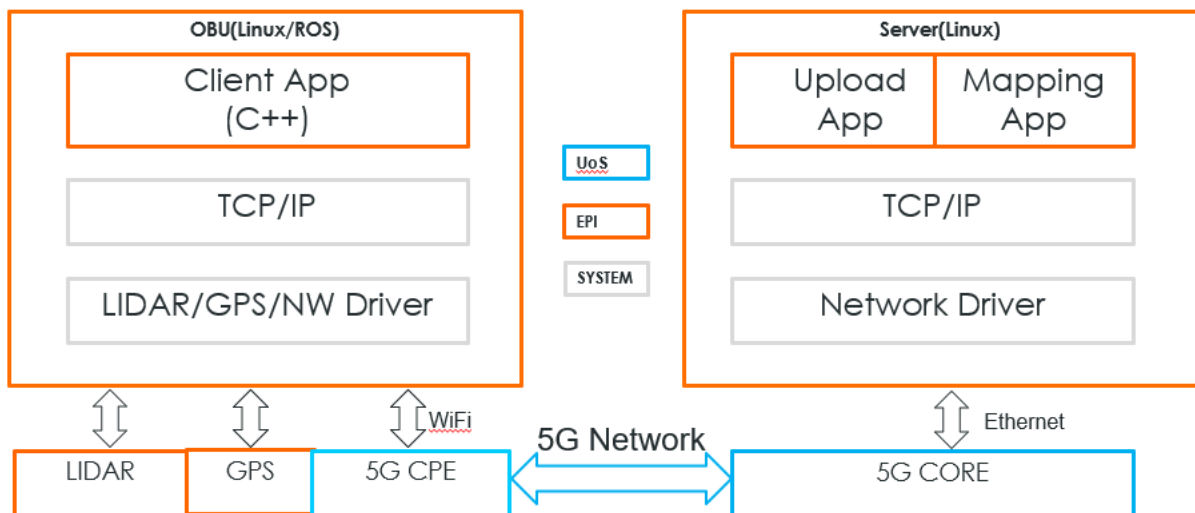 OBU(Linux/ROS)
Client App
(C++)
TCP/IP
LIDAR/GPS/NW Driver
UoS
EPI
SYSTEM
Server(Linux)
Upload
App
Mapping
App
TCP/IP
Network Driver
WiFi
5G Network
Ethernet
LIDAR
GPS
5G CPE
5G CORE